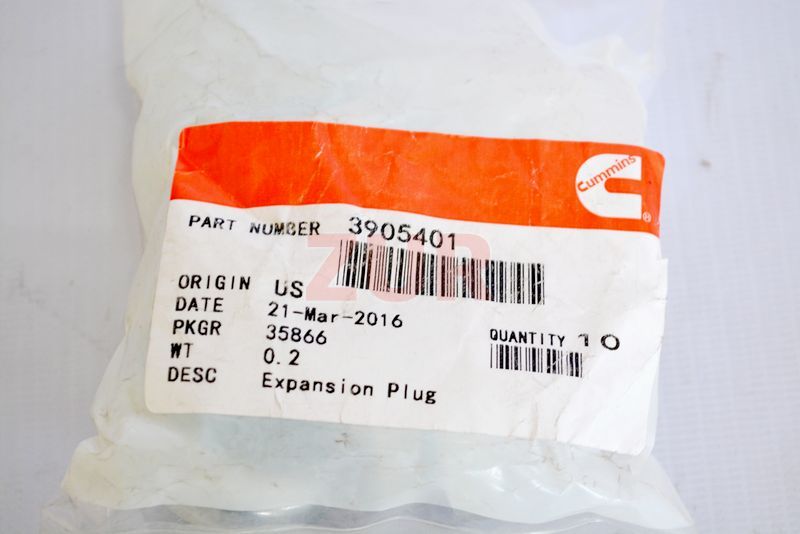 Cummins
®
PART NUMBER 3905401
ZUR
ORIGIN US
DATE 21-Mar-2016
PKGR 35866
QUANTITY 10
WT 0.2
DESC Expansion Plug